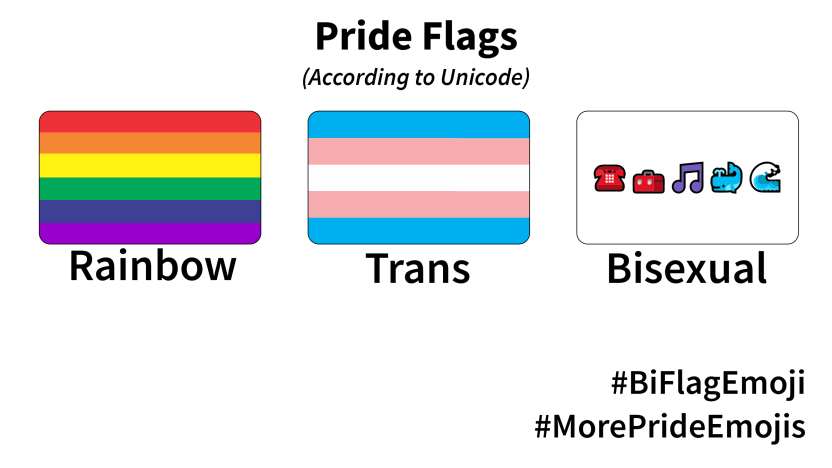 Pride Flags
(According to Unicode)
Rainbow
Trans
Bisexual
#BiFlagEmoji
#MorePrideEmojis